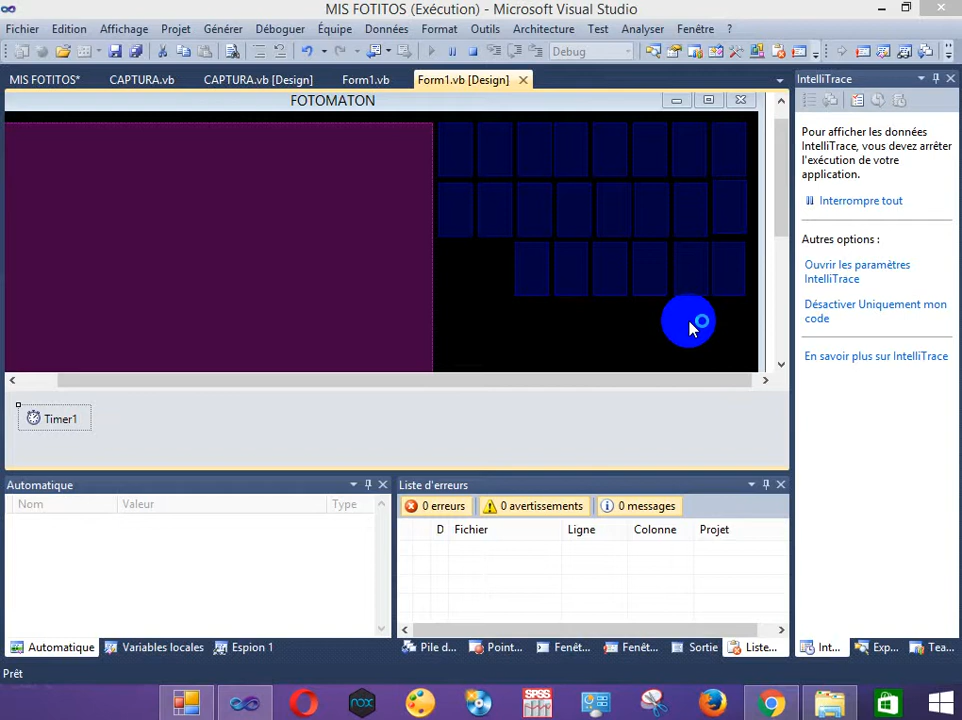 MIS FOTITOS (Exécution) - Microsoft Visual Studio
Fichier Edition Affichage Projet Générer Déboguer Équipe Données Format Outils Architecture Test Analyser Fenêtre ?
Debug
MIS FOTITOS* CAPTURA.vb CAPTURA.vb [Design] Form1.vb Form1.vb [Design]
IntelliTrace
FOTOMATON
Pour afficher les données
IntelliTrace, vous devez arrêter
l'exécution de votre
application.
Interrompre tout
Autres options :
Ouvrir les paramètres
IntelliTrace
Désactiver Uniquement mon
code
En savoir plus sur IntelliTrace
Timer1
Automatique
Nom Valeur Type
Liste d'erreurs
0 erreurs 0 avertissements 0 messages
D Fichier Ligne Colonne Projet
Automatique Variables locales Espion 1
Pile d... Point... Fenêt... Fenêt... Sortie Liste...
Int... Exp... Tea...
Prêt
nox
SPSS